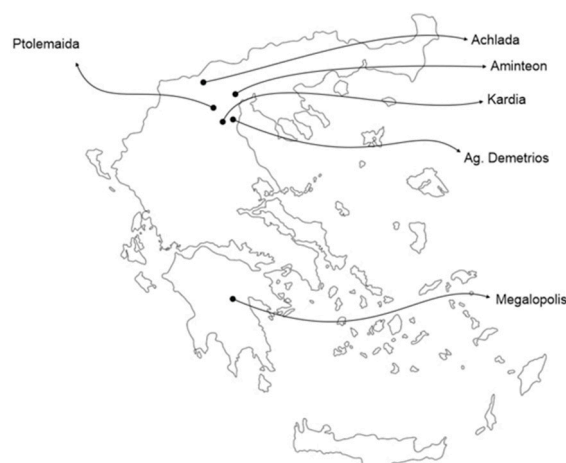 Ptolemaida
Achlada
Aminteon
Kardia
Ag. Demetrios
Megalopolis